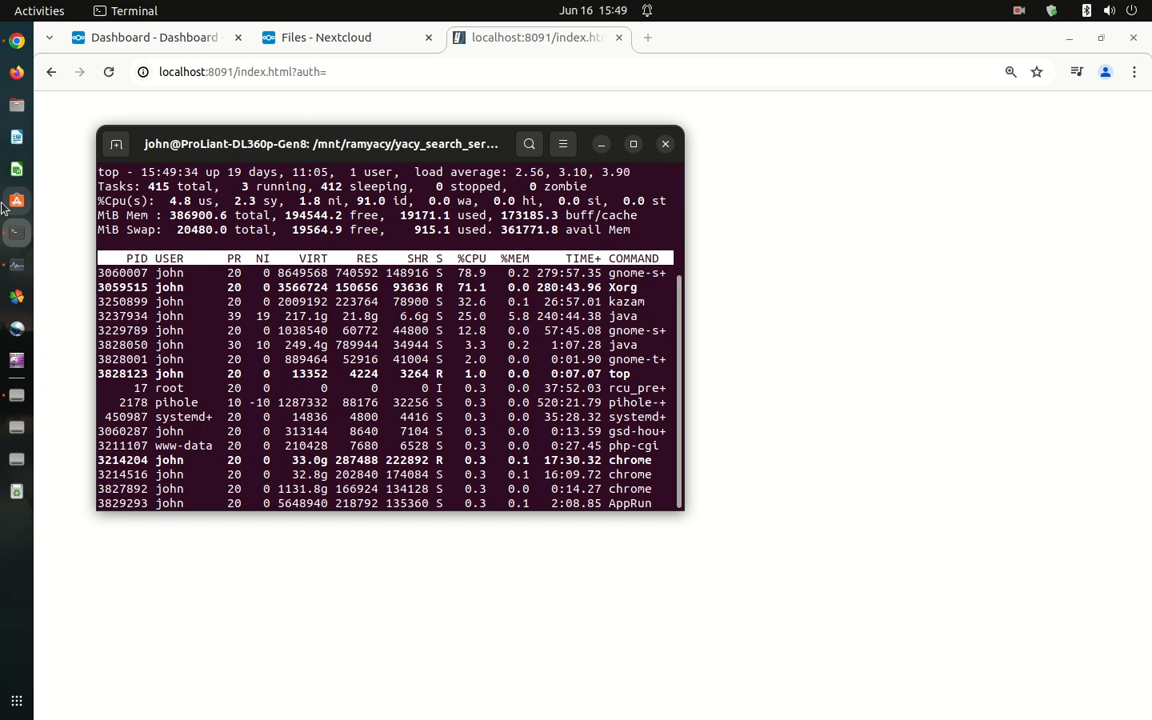 Activities
Terminal
Jun 16 15:49
Dashboard - Dashboard
Files - Nextcloud
localhost:8091/index.ht
localhost:8091/index.html?auth=
john@ProLiant-DL360p-Gen8: /mnt/ramyacy/yacy_search_ser...
top - 15:49:34 up 19 days, 11:05,  1 user,  load average: 2.56, 3.10, 3.90
Tasks: 415 total,   3 running, 412 sleeping,   0 stopped,   0 zombie
%Cpu(s):  4.8 us,  2.3 sy,  1.8 ni, 91.0 id,  0.0 wa,  0.0 hi,  0.0 si,  0.0 st
MiB Mem : 386900.6 total, 194544.2 free,  19171.1 used, 173185.3 buff/cache
MiB Swap:  20480.0 total,  19564.9 free,    915.1 used. 361771.8 avail Mem
PID USER PR NI VIRT RES SHR S %CPU %MEM TIME+ COMMAND
3060007 john 20 0 8649568 740592 148916 S 78.9 0.2 279:57.35 gnome-s+
3059515 john 20 0 3566724 150656 93636 R 71.1 0.0 280:43.96 Xorg
3250899 john 20 0 2009192 223764 78900 S 32.6 0.1 26:57.01 kazam
3237934 john 39 19 217.1g 21.8g 6.6g S 25.0 5.8 240:44.38 java
3229789 john 20 0 1038540 60772 44800 S 12.8 0.0 57:45.08 gnome-s+
3828050 john 30 10 249.4g 789944 34944 S 3.3 0.2 1:07.28 java
3828001 john 20 0 889464 52916 41004 S 2.0 0.0 0:01.90 gnome-t+
3828123 john 20 0 13352 4224 3264 R 1.0 0.0 0:07.07 top
17 root 20 0 0 0 0 I 0.3 0.0 37:52.03 rcu_pre+
2178 pihole 10 -10 1287332 88176 32256 S 0.3 0.0 520:21.79 pihole-+
450987 systemd+ 20 0 14836 4800 4416 S 0.3 0.0 35:28.32 systemd+
3060287 john 20 0 313144 8640 7104 S 0.3 0.0 0:13.59 gsd-hou+
3211107 www-data 20 0 210428 7680 6528 S 0.3 0.0 0:27.45 php-cgi
3214204 john 20 0 33.0g 287488 222892 R 0.3 0.1 17:30.32 chrome
3214516 john 20 0 32.8g 202840 174084 S 0.3 0.1 16:09.72 chrome
3827892 john 20 0 1131.8g 166924 134128 S 0.3 0.0 0:14.27 chrome
3829293 john 20 0 5648940 218792 135360 S 0.3 0.1 2:08.85 AppRun